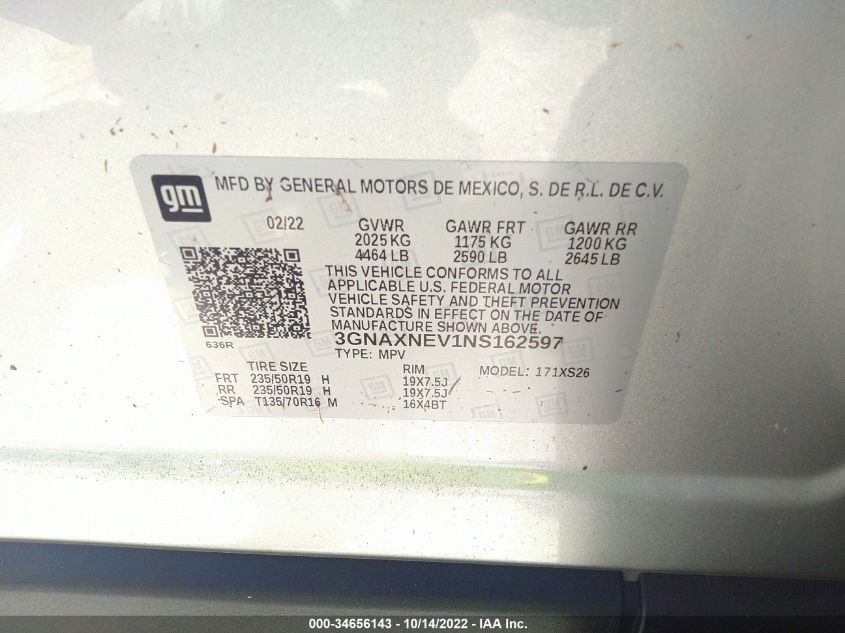 gm MFD BY GENERAL MOTORS DE MEXICO, S. DE R.L. DE C.V.
02/22 GVWR GAWR FRT GAWR RR
2025 KG 1175 KG 1200 KG
4464 LB 2590 LB 2645 LB
THIS VEHICLE CONFORMS TO ALL
APPLICABLE U.S. FEDERAL MOTOR
VEHICLE SAFETY AND THEFT PREVENTION
STANDARDS IN EFFECT ON THE DATE OF
MANUFACTURE SHOWN ABOVE.
636R 3GNAXNEV1NS162597
TYPE: MPV
TIRE SIZE RIM MODEL: 171XS26
FRT 235/50R19 H 19X7.5J
RR 235/50R19 H 19X7.5J
SPA T135/70R16 M 16X4BT
000-34656143 - 10/14/2022 - IAA Inc.